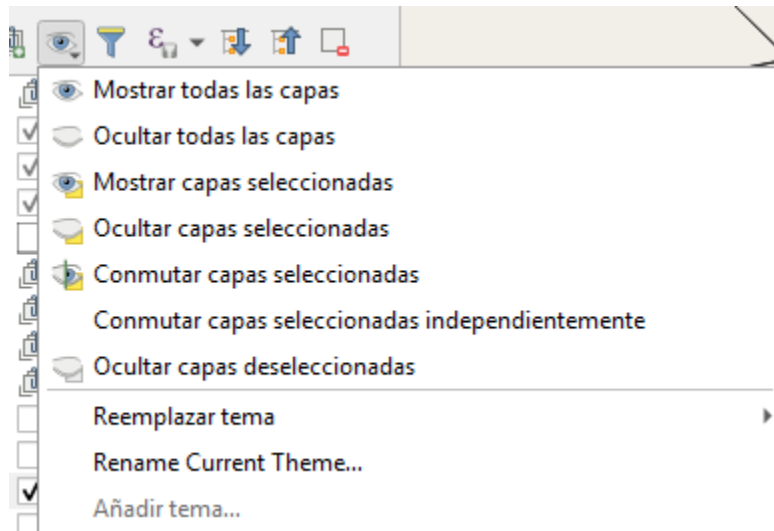 Mostrar todas las capas
Ocultar todas las capas
Mostrar capas seleccionadas
Ocultar capas seleccionadas
Conmutar capas seleccionadas
Conmutar capas seleccionadas independientemente
Ocultar capas deseleccionadas
Reemplazar tema
Rename Current Theme...
Añadir tema...